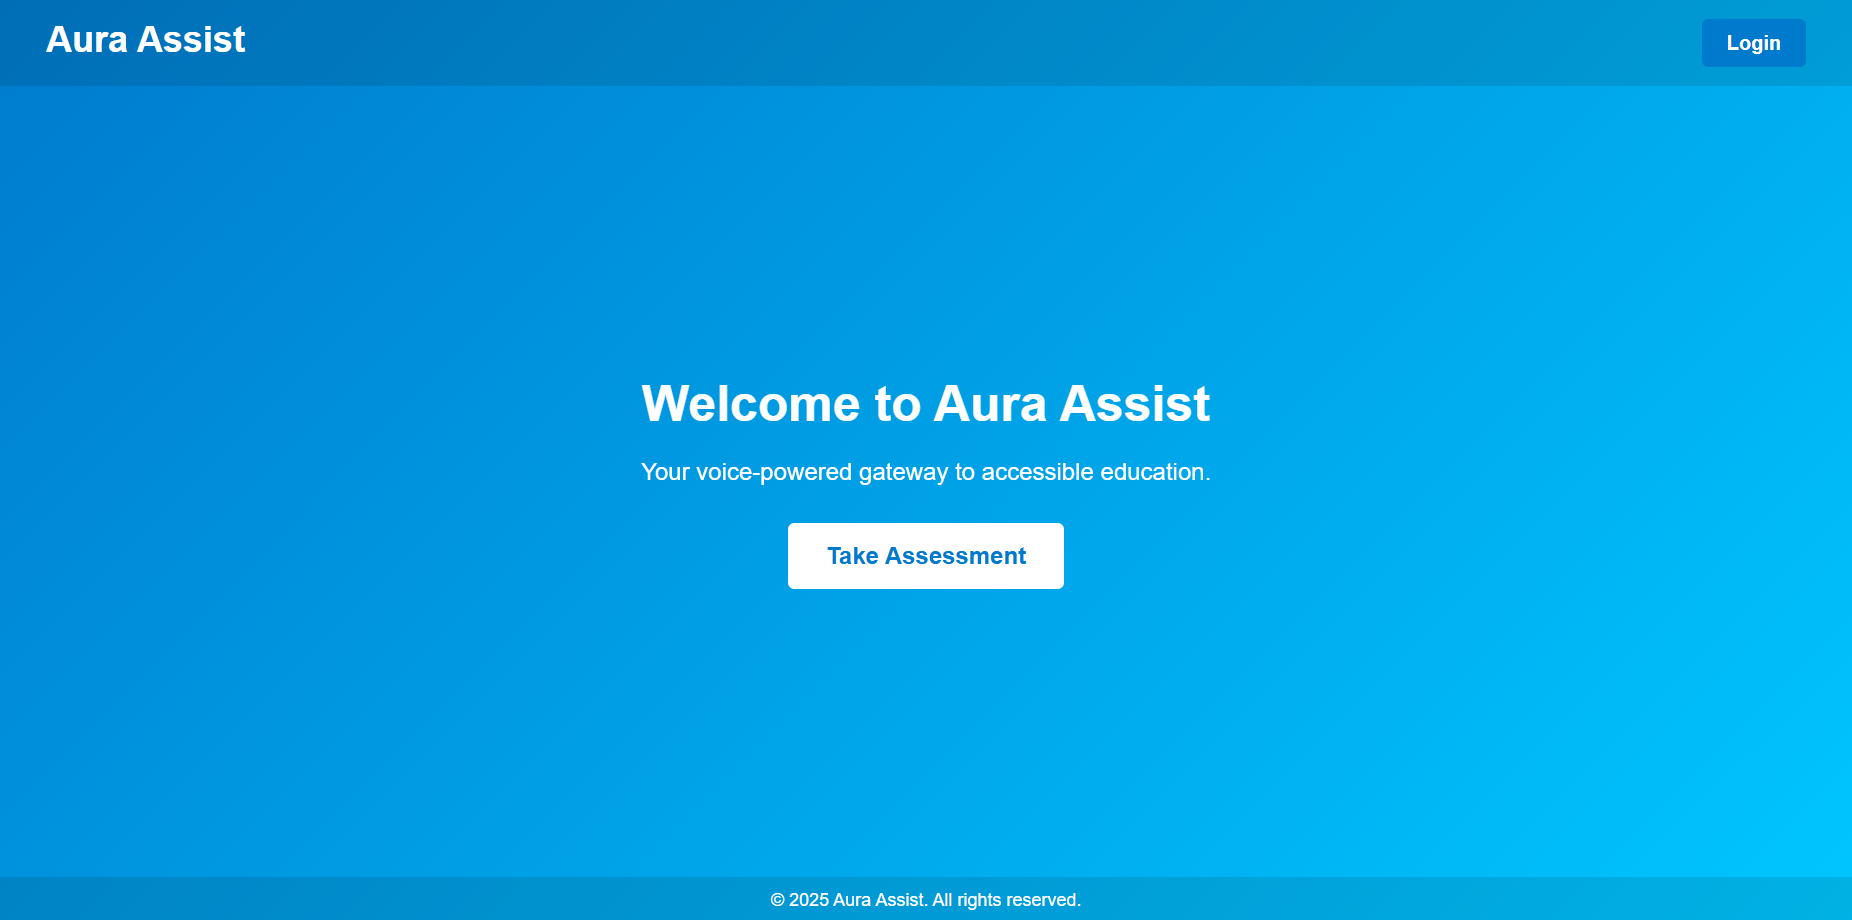 Aura Assist
Login
Welcome to Aura Assist
Your voice-powered gateway to accessible education.
Take Assessment
© 2025 Aura Assist. All rights reserved.